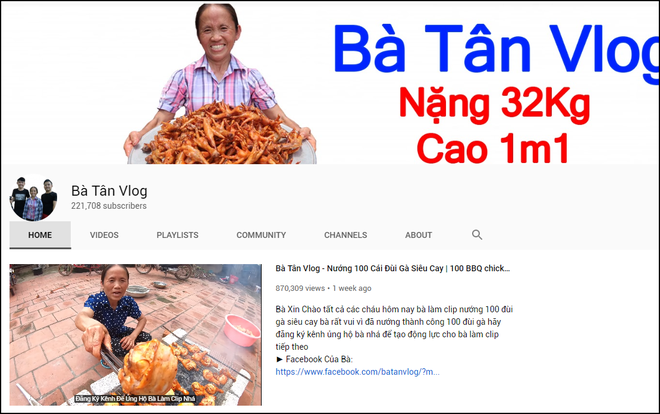 Bà Tân Vlog
Nặng 32Kg
Cao 1m1
Bà Tân Vlog
221,708 subscribers
HOME VIDEOS PLAYLISTS COMMUNITY CHANNELS ABOUT
Bà Tân Vlog - Nướng 100 Cái Đùi Gà Siêu Cay | 100 BBQ chick...
870,309 views • 1 week ago
Bà Xin Chào tất cả các cháu hôm nay bà làm clip nướng 100 đùi
gà siêu cay bà rất vui vì đã nướng thành công 100 đùi gà hãy
đăng ký kênh ủng hộ bà nhá để tạo động lực cho bà làm clip
tiếp theo
► Facebook Của Bà:
https://www.facebook.com/batanvlog/?m...
Đăng Ký Kênh Để Ủng Hộ Bà Làm Clip Nhá